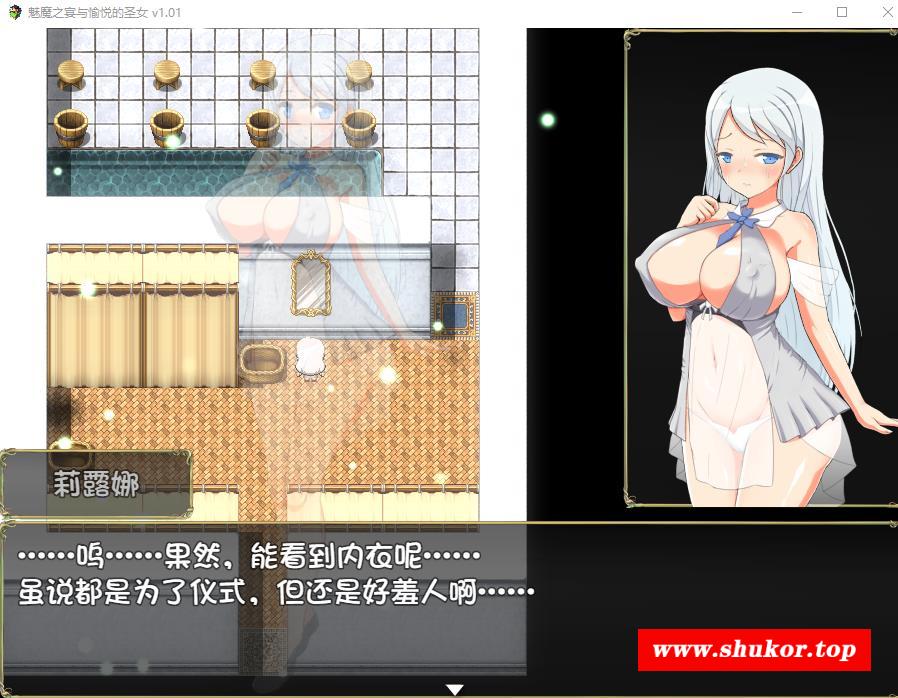 魅魔之宴与愉悦的圣女 v1.01
莉露娜
……呜……果然，能看到内衣呢……
虽说都是为了仪式，但还是好羞人啊……
www.shukor.top